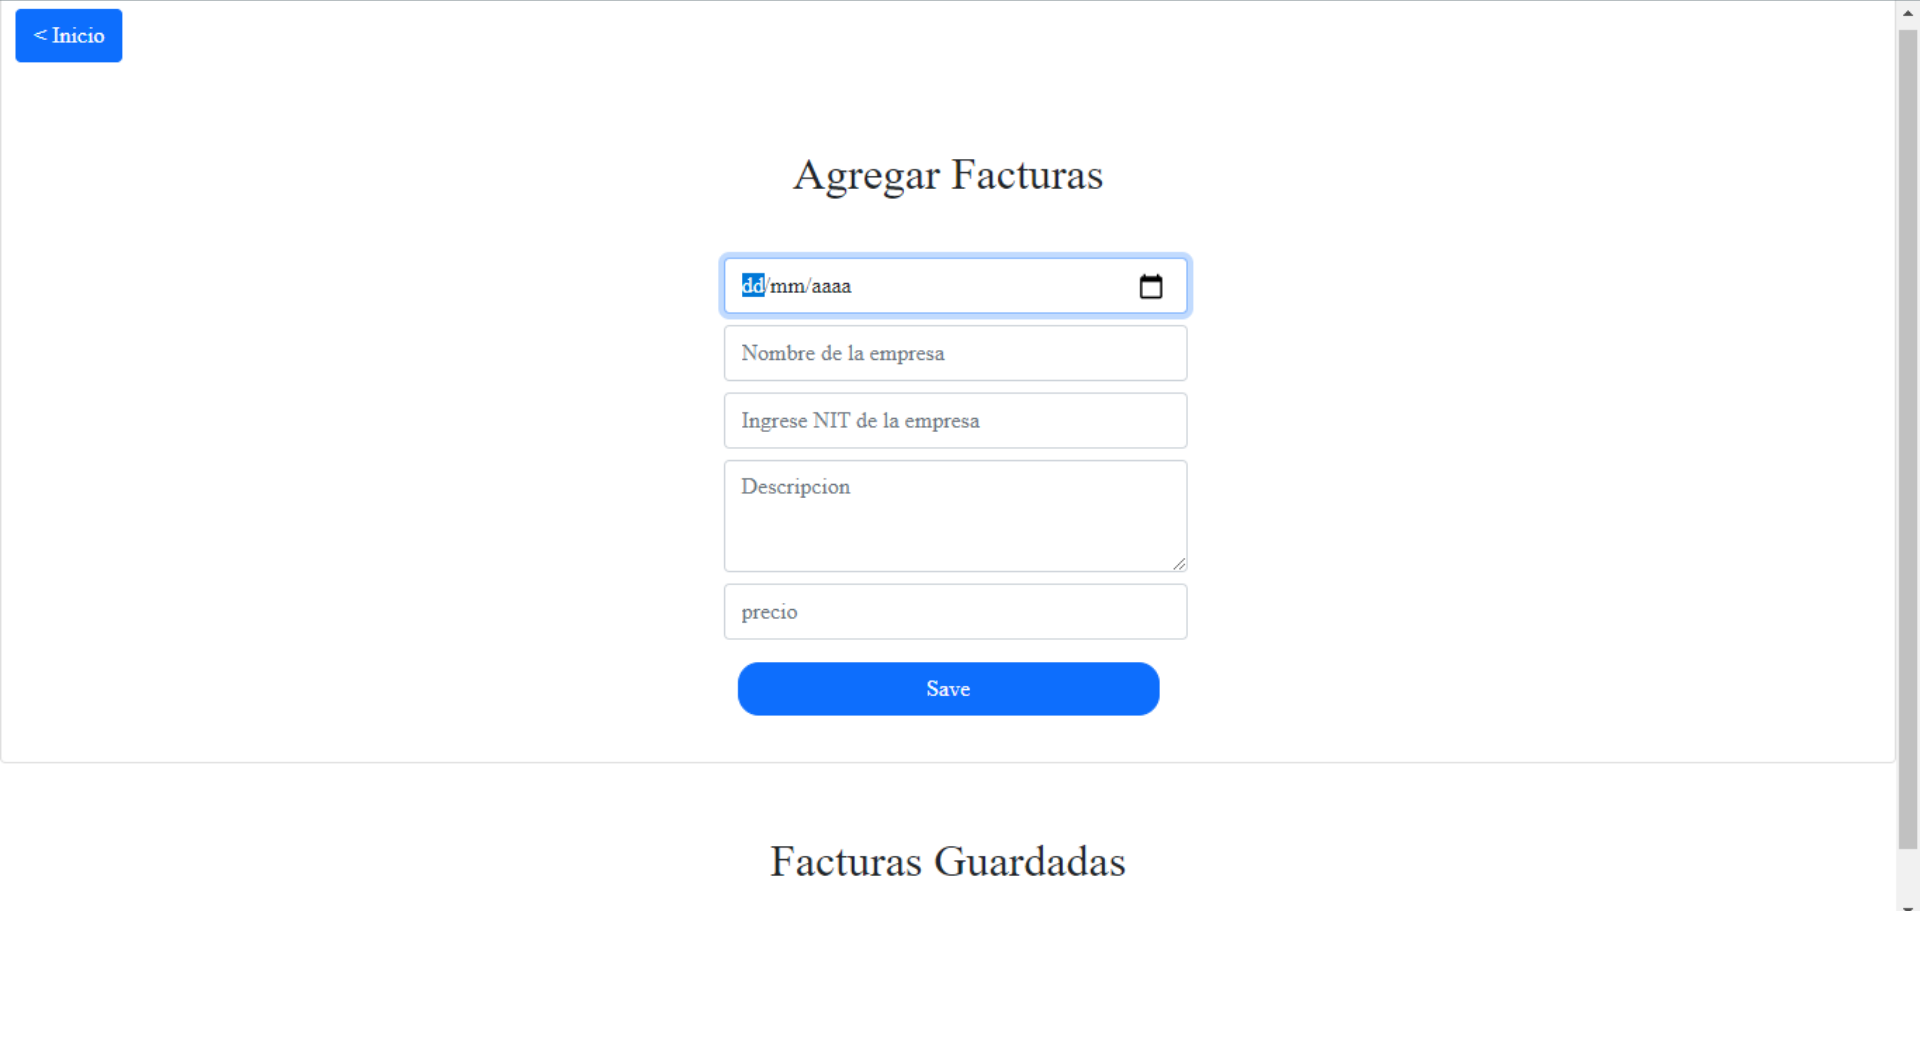 < Inicio
Agregar Facturas
dd/mm/aaaa
Nombre de la empresa
Ingrese NIT de la empresa
Descripcion
precio
Save
Facturas Guardadas